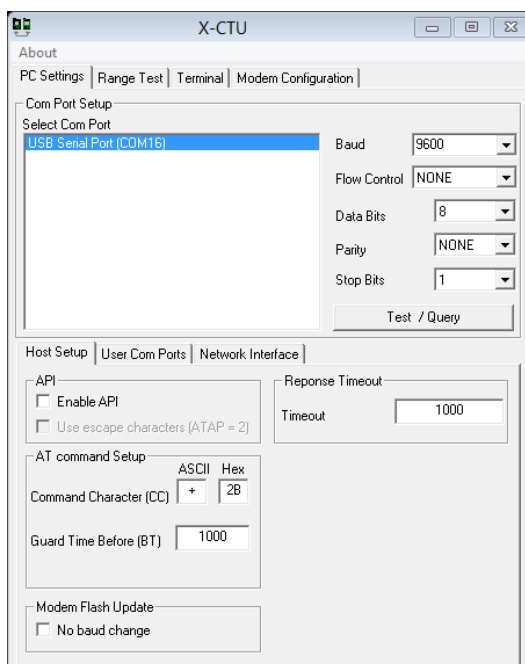 X-CTU
About
PC Settings Range Test Terminal Modem Configuration
Com Port Setup
Select Com Port
USB Serial Port (COM16)
Baud 9600
Flow Control NONE
Data Bits 8
Parity NONE
Stop Bits 1
Test / Query
Host Setup User Com Ports Network Interface
API
Enable API
Use escape characters (ATAP = 2)
Reponse Timeout
Timeout 1000
AT command Setup
ASCII Hex
Command Character (CC) + 2B
Guard Time Before (BT) 1000
Modem Flash Update
No baud change